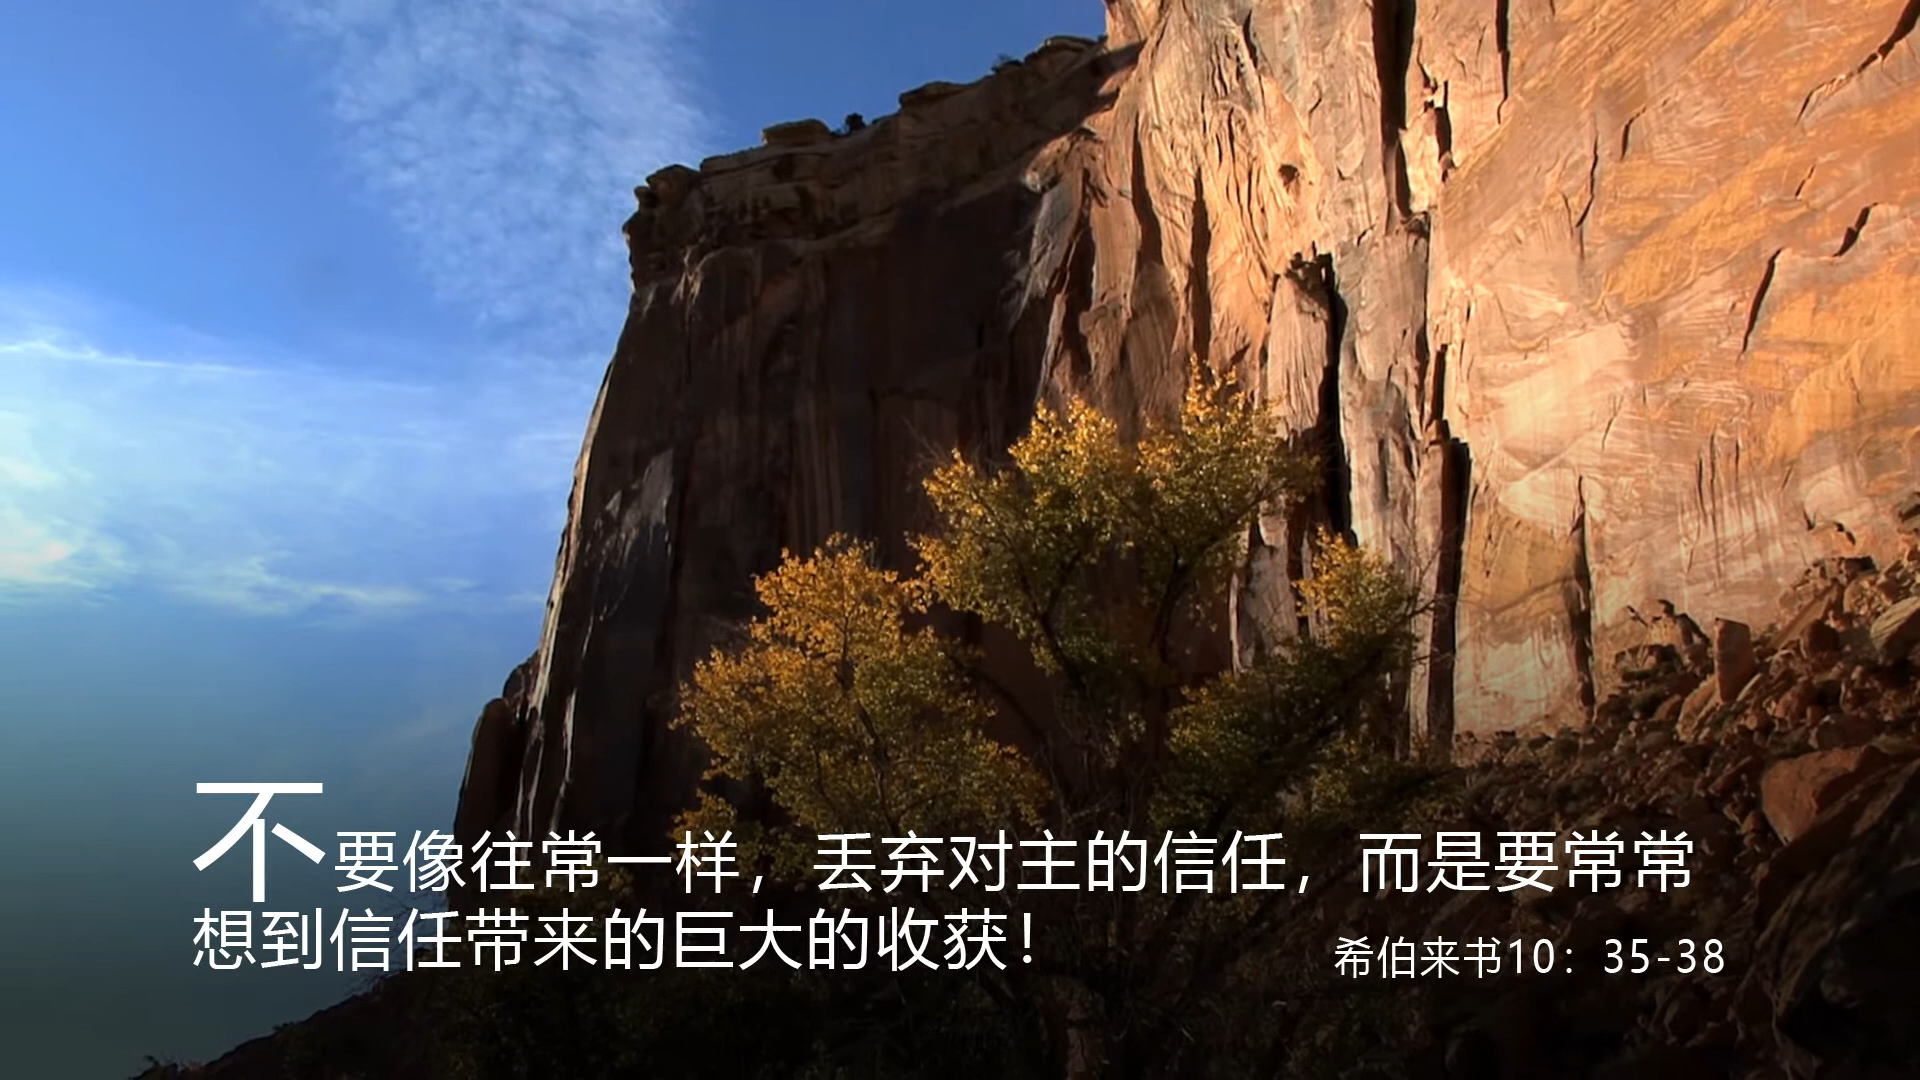 不要像往常一样，丢弃对主的信任，而是要常常
想到信任带来的巨大的收获！
希伯来书10：35-38